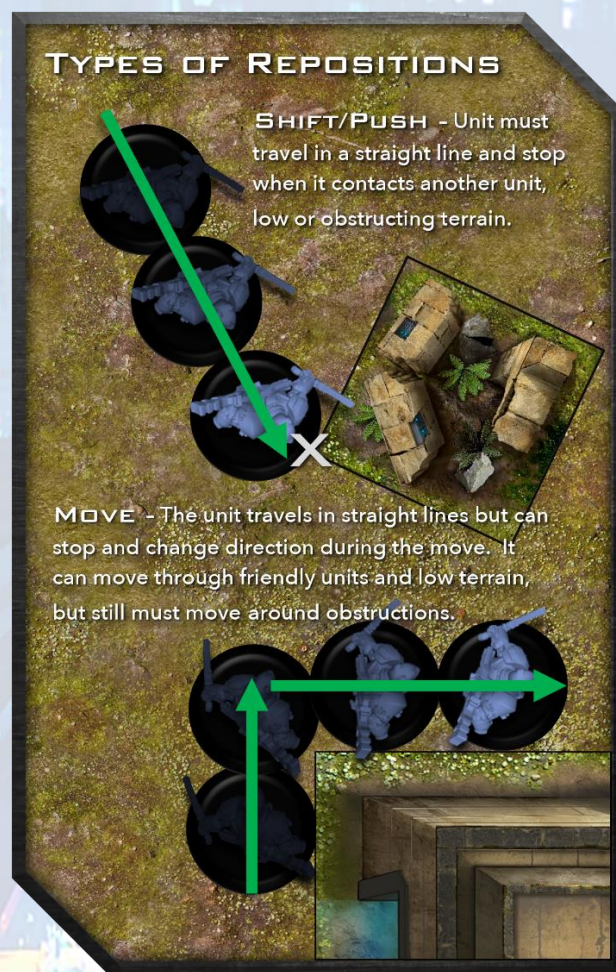 Types of Repositions
Shift/Push - Unit must
travel in a straight line and stop
when it contacts another unit,
low or obstructing terrain.
X
Move - The unit travels in straight lines but can
stop and change direction during the move. It
can move through friendly units and low terrain,
but still must move around obstructions.